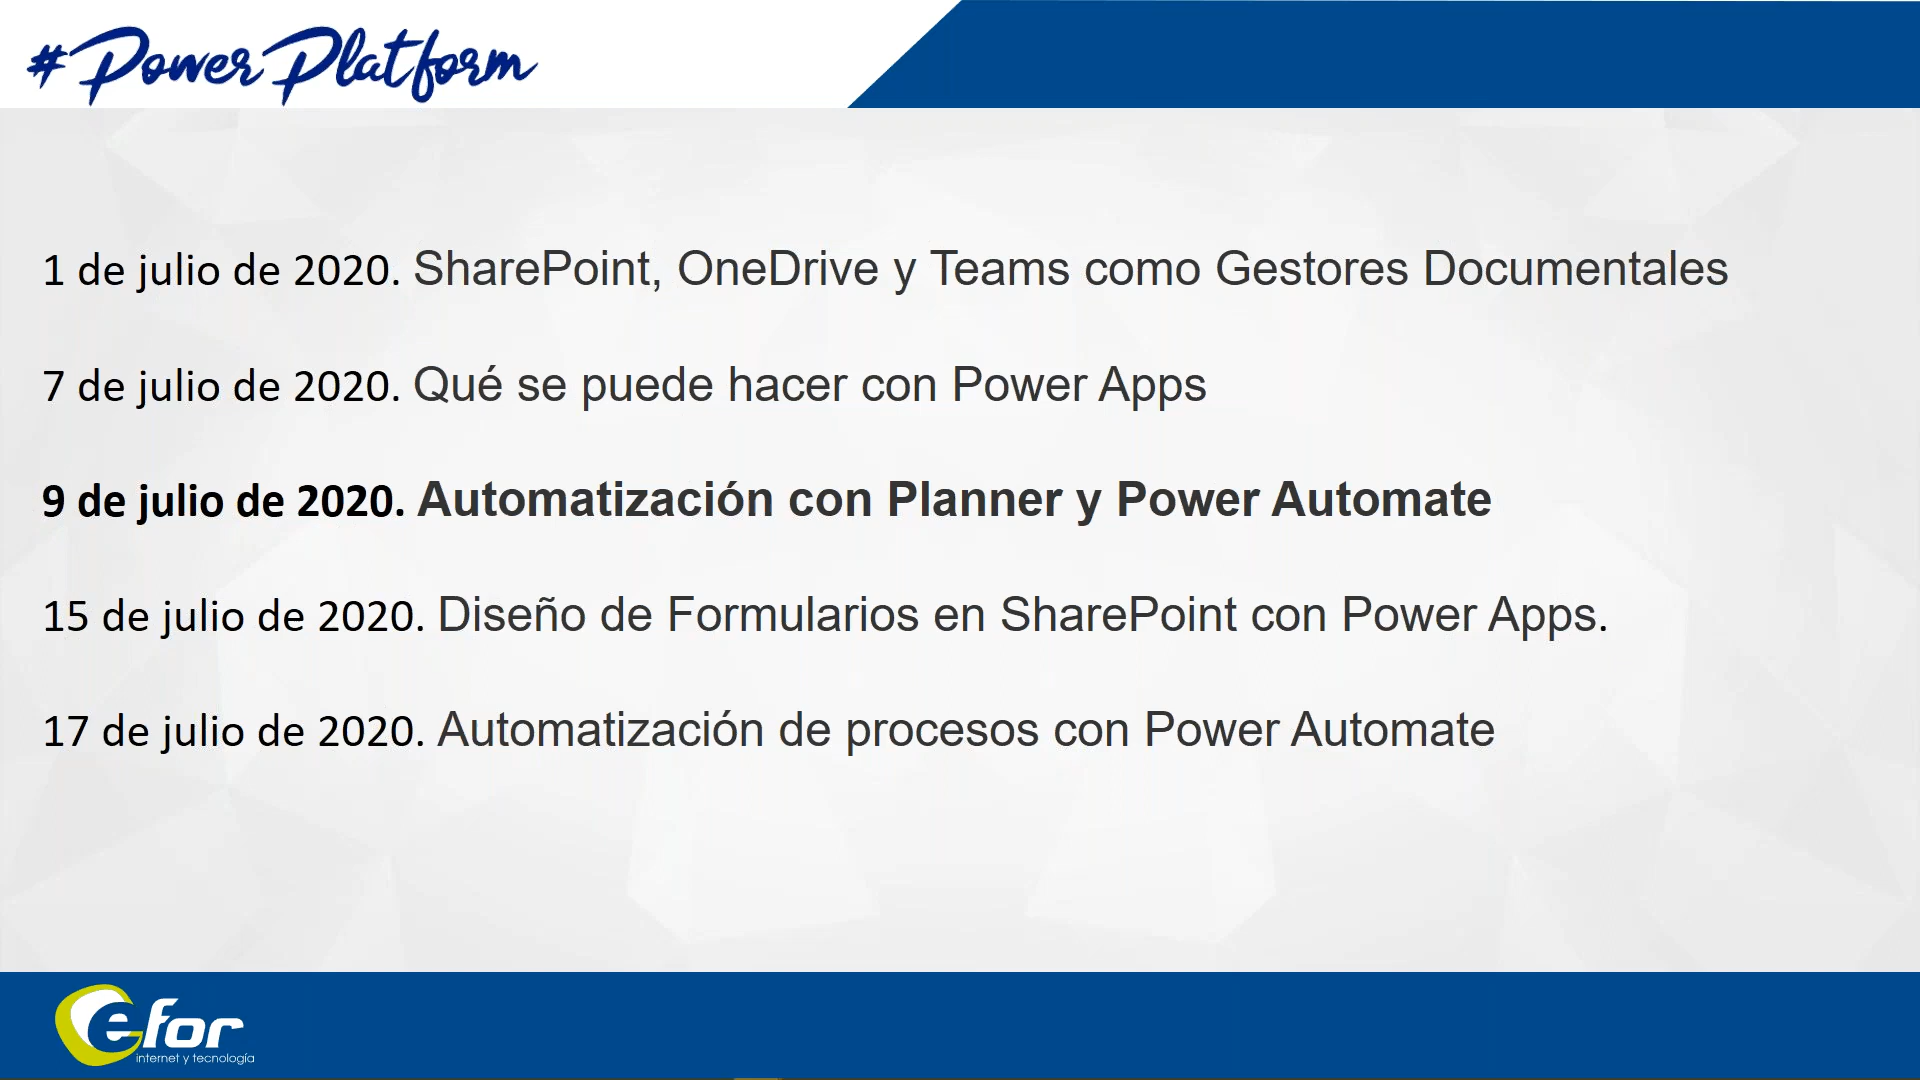 #PowerPlatform
1 de julio de 2020. SharePoint, OneDrive y Teams como Gestores Documentales
7 de julio de 2020. Qué se puede hacer con Power Apps
9 de julio de 2020. Automatización con Planner y Power Automate
15 de julio de 2020. Diseño de Formularios en SharePoint con Power Apps.
17 de julio de 2020. Automatización de procesos con Power Automate
efor
internet y tecnología